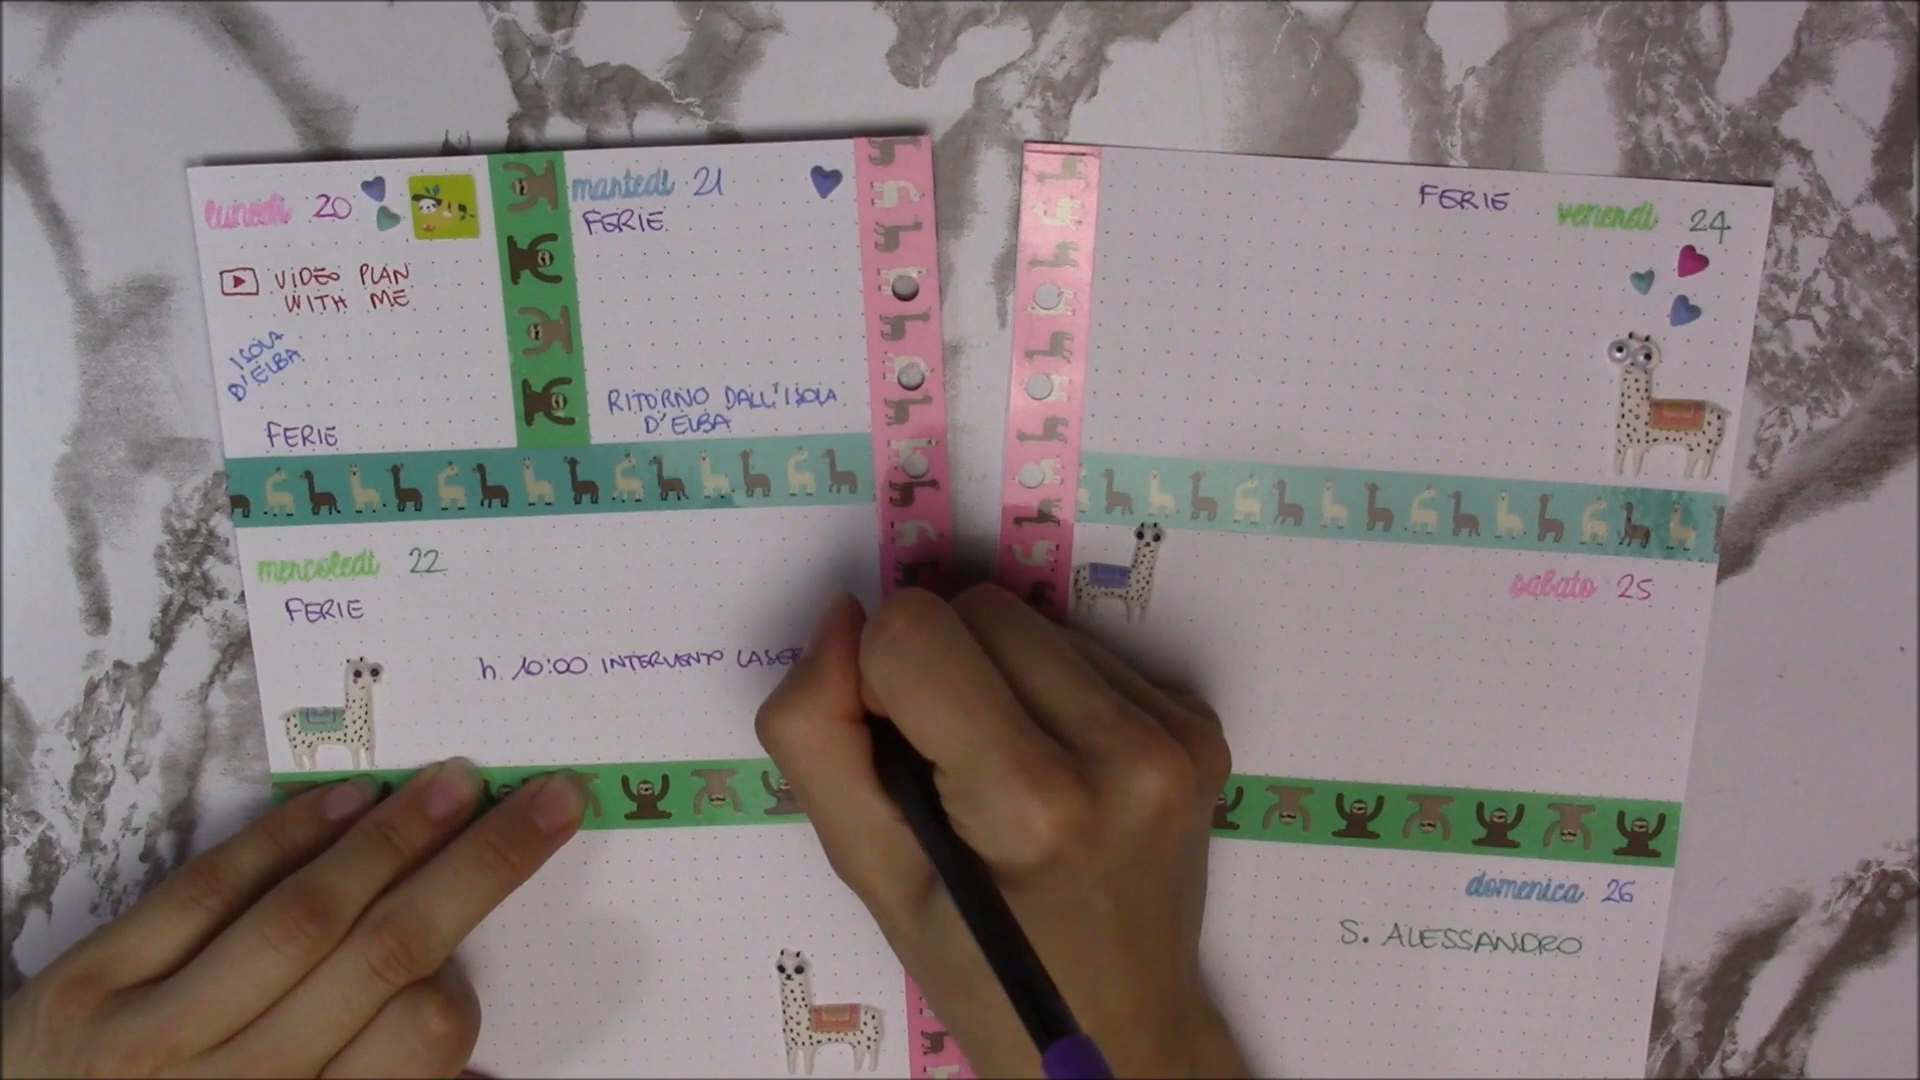 lunedì 20
VIDEO PLAN
WITH ME
ISOLA
D'ELBA
FERIE
martedì 21
FERIE
RITORNO DALL'ISOLA
D'ELBA
mercoledì 22
FERIE
h. 10:00 INTERVENTO LASER
FERIE
venerdì 24
sabato 25
domenica 26
S. ALESSANDRO